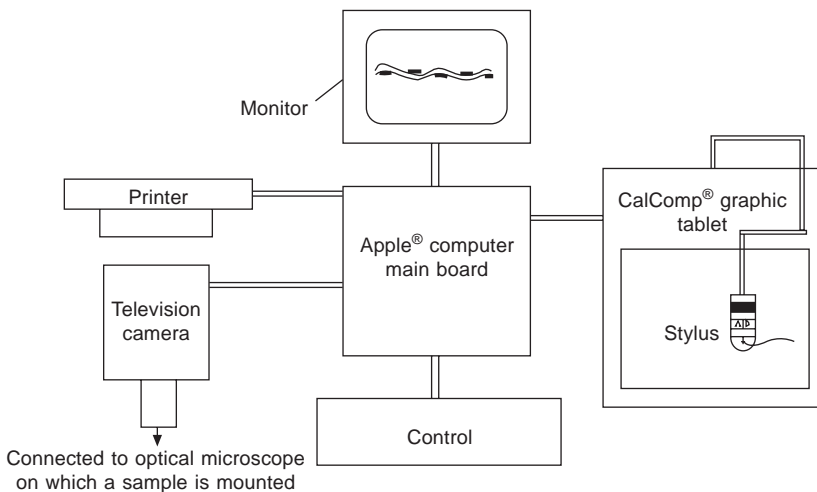 Monitor
Printer
CalComp® graphic
tablet
Apple® computer
main board
Television
camera
Stylus
Control
Connected to optical microscope
on which a sample is mounted